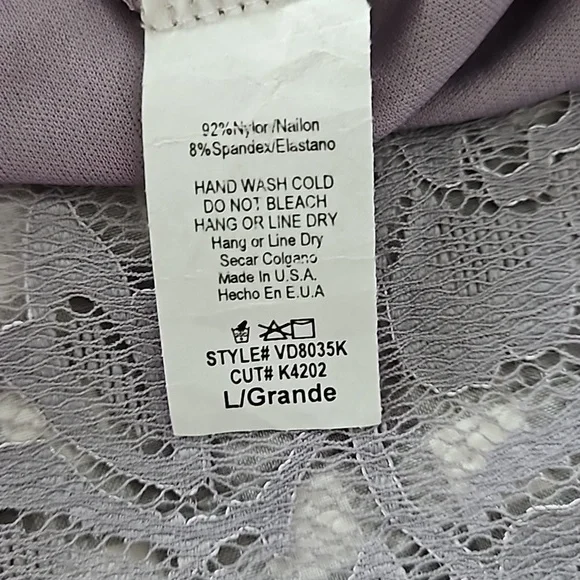 92%Nylon/Nailon
8%Spandex/Elastano
HAND WASH COLD
DO NOT BLEACH
HANG OR LINE DRY
Hang or Line Dry
Secar Colgano
Made In U.S.A.
Hecho En E.U.A
STYLE# VD8035K
CUT# K4202
L/Grande